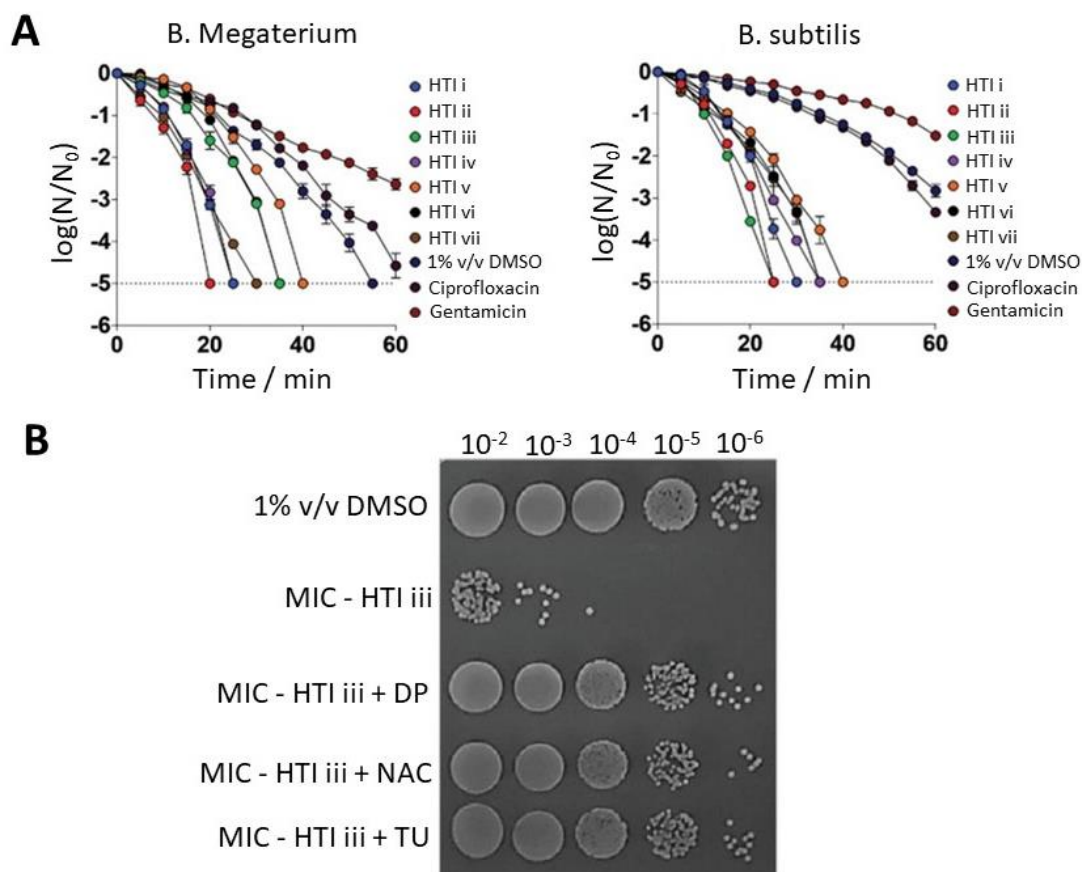 A
B. Megaterium
log(N/N₀)
0
-1
-2
-3
-4
-5
-6
0 20 40 60
Time / min
HTI i
HTI ii
HTI iii
HTI iv
HTI v
HTI vi
HTI vii
1% v/v DMSO
Ciprofloxacin
Gentamicin
B. subtilis
log(N/N₀)
0
-1
-2
-3
-4
-5
-6
0 20 40 60
Time / min
HTI i
HTI ii
HTI iii
HTI iv
HTI v
HTI vi
HTI vii
1% v/v DMSO
Ciprofloxacin
Gentamicin
B
10⁻² 10⁻³ 10⁻⁴ 10⁻⁵ 10⁻⁶
1% v/v DMSO
MIC - HTI iii
MIC - HTI iii + DP
MIC - HTI iii + NAC
MIC - HTI iii + TU